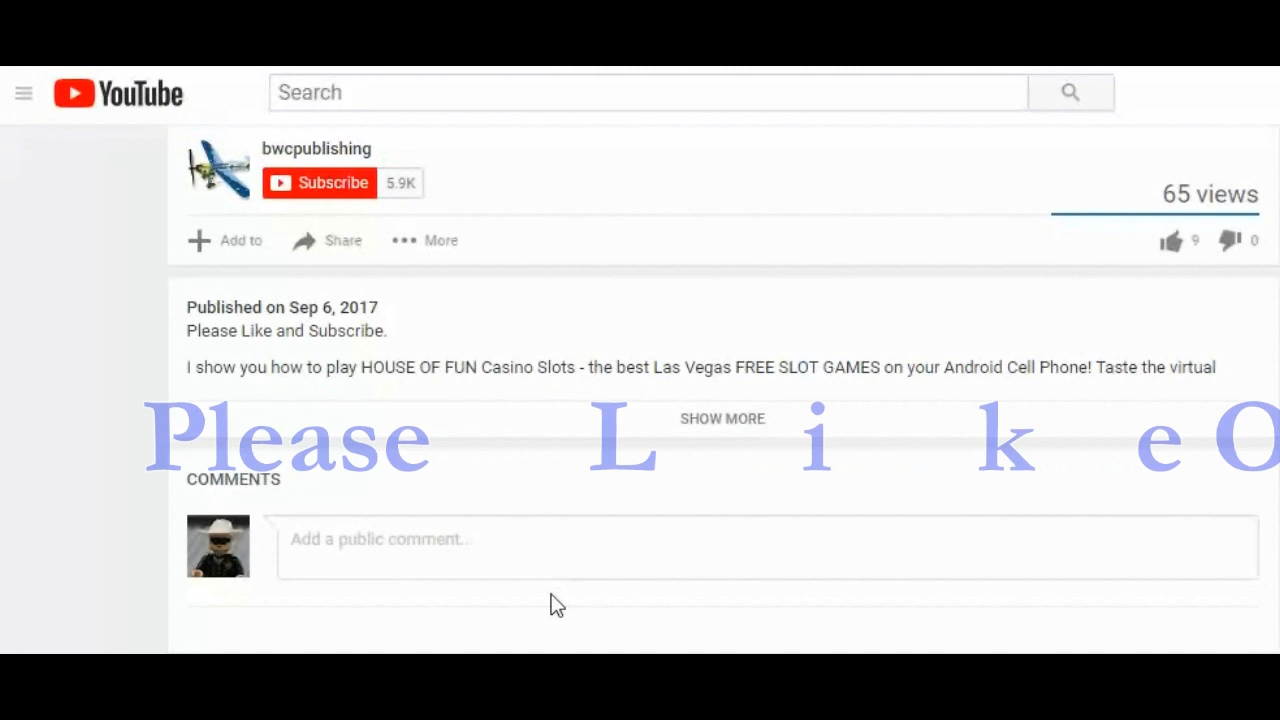 YouTube
Search
bwcpublishing
Subscribe 5.9K
65 views
Add to Share More
9 0
Published on Sep 6, 2017
Please Like and Subscribe.
I show you how to play HOUSE OF FUN Casino Slots - the best Las Vegas FREE SLOT GAMES on your Android Cell Phone! Taste the virtual
SHOW MORE
Please L i k e O
COMMENTS
Add a public comment...